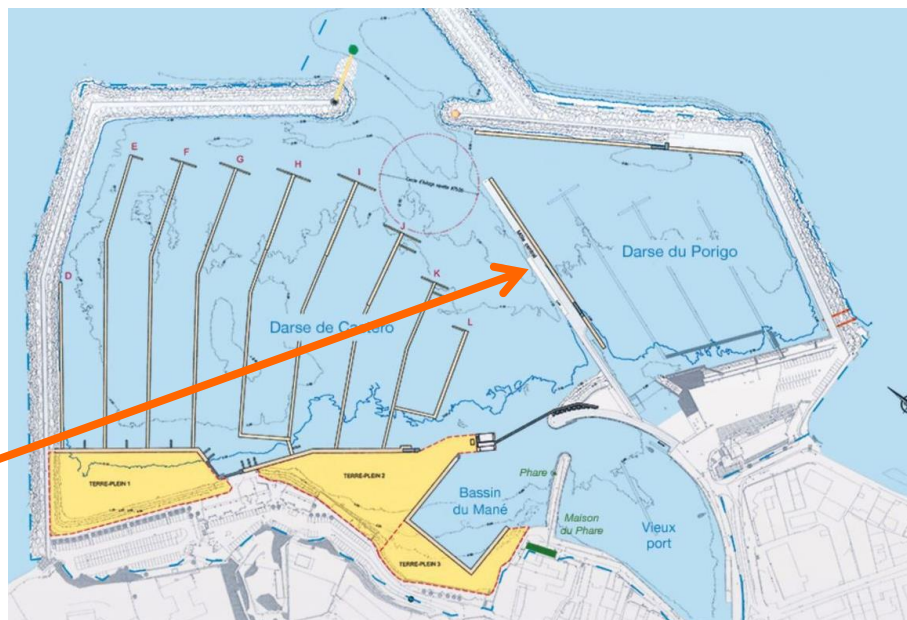 E
F
G
H
I
J
K
L
D
Darse du Porigo
Darse de Castero
TERRE-PLEIN 1
TERRE-PLEIN 2
TERRE-PLEIN 3
Bassin
du Mané
Phare
Maison
du Phare
Vieux
port